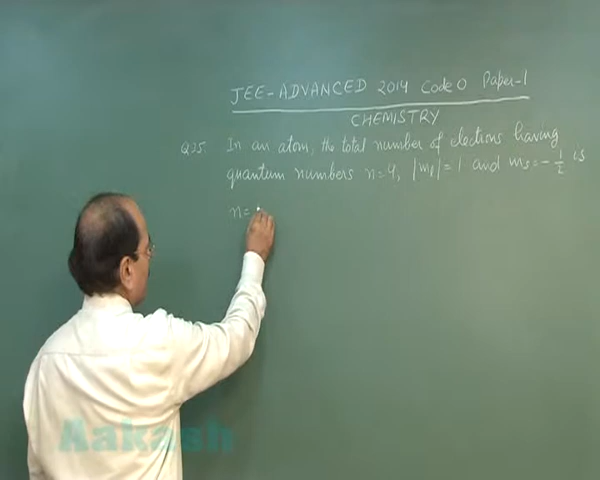 JEE-ADVANCED 2014 Code 0 Paper-1
CHEMISTRY
Q.25. In an atom, the total number of electrons having
quantum numbers n=4, |mₗ|=1 and mₛ=-1/2 is
n=
Aakash